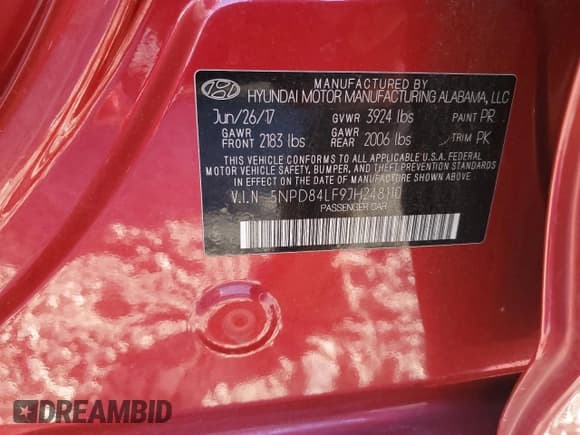 MANUFACTURED BY
HYUNDAI MOTOR MANUFACTURING ALABAMA, LLC
Jun/26/17 GVWR 3924 lbs PAINT PR
GAWR FRONT 2183 lbs GAWR REAR 2006 lbs TRIM PK
THIS VEHICLE CONFORMS TO ALL APPLICABLE U.S.A. FEDERAL
MOTOR VEHICLE SAFETY, BUMPER, AND THEFT PREVENTION STANDARDS
IN EFFECT ON THE DATE OF MANUFACTURE SHOWN ABOVE.
V.I.N 5NPD84LF9JH248110
PASSENGER CAR
DREAMBID